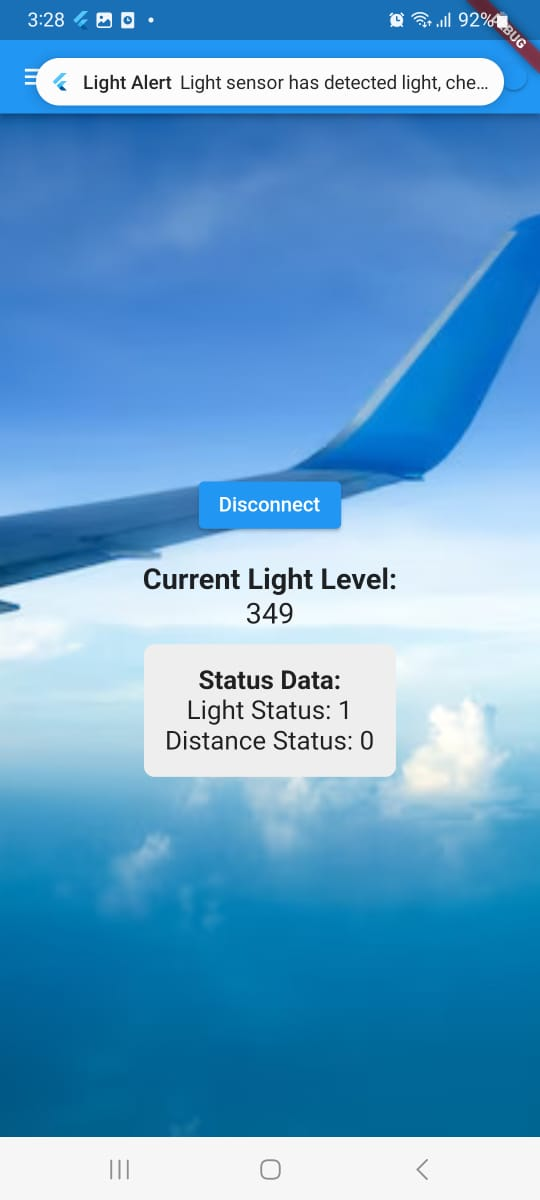 3:28
92%
BUG
Light Alert Light sensor has detected light, che...
Disconnect
Current Light Level:
349
Status Data:
Light Status: 1
Distance Status: 0